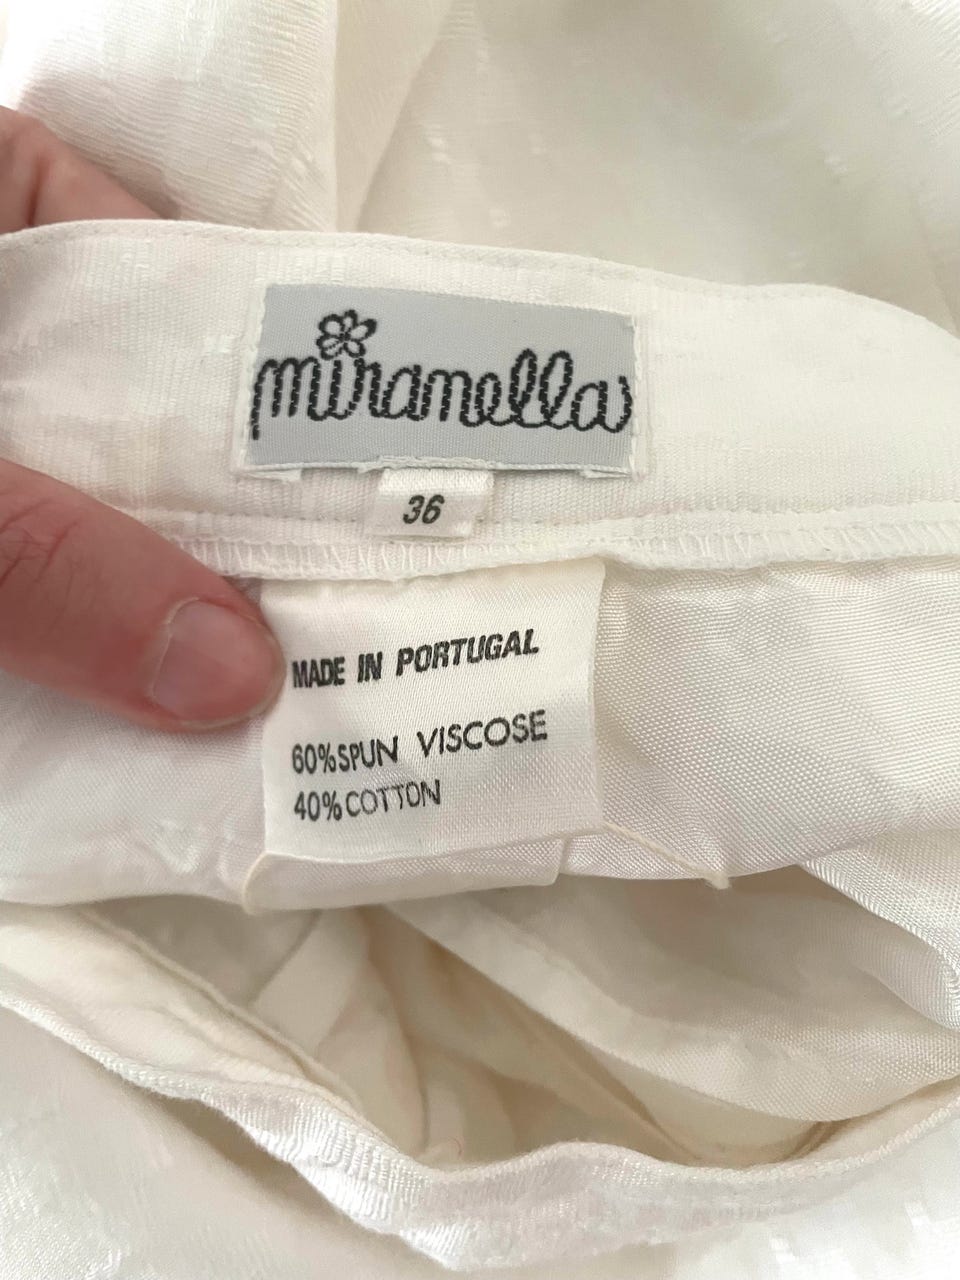 miramella
36
MADE IN PORTUGAL
60%SPUN VISCOSE
40%COTTON